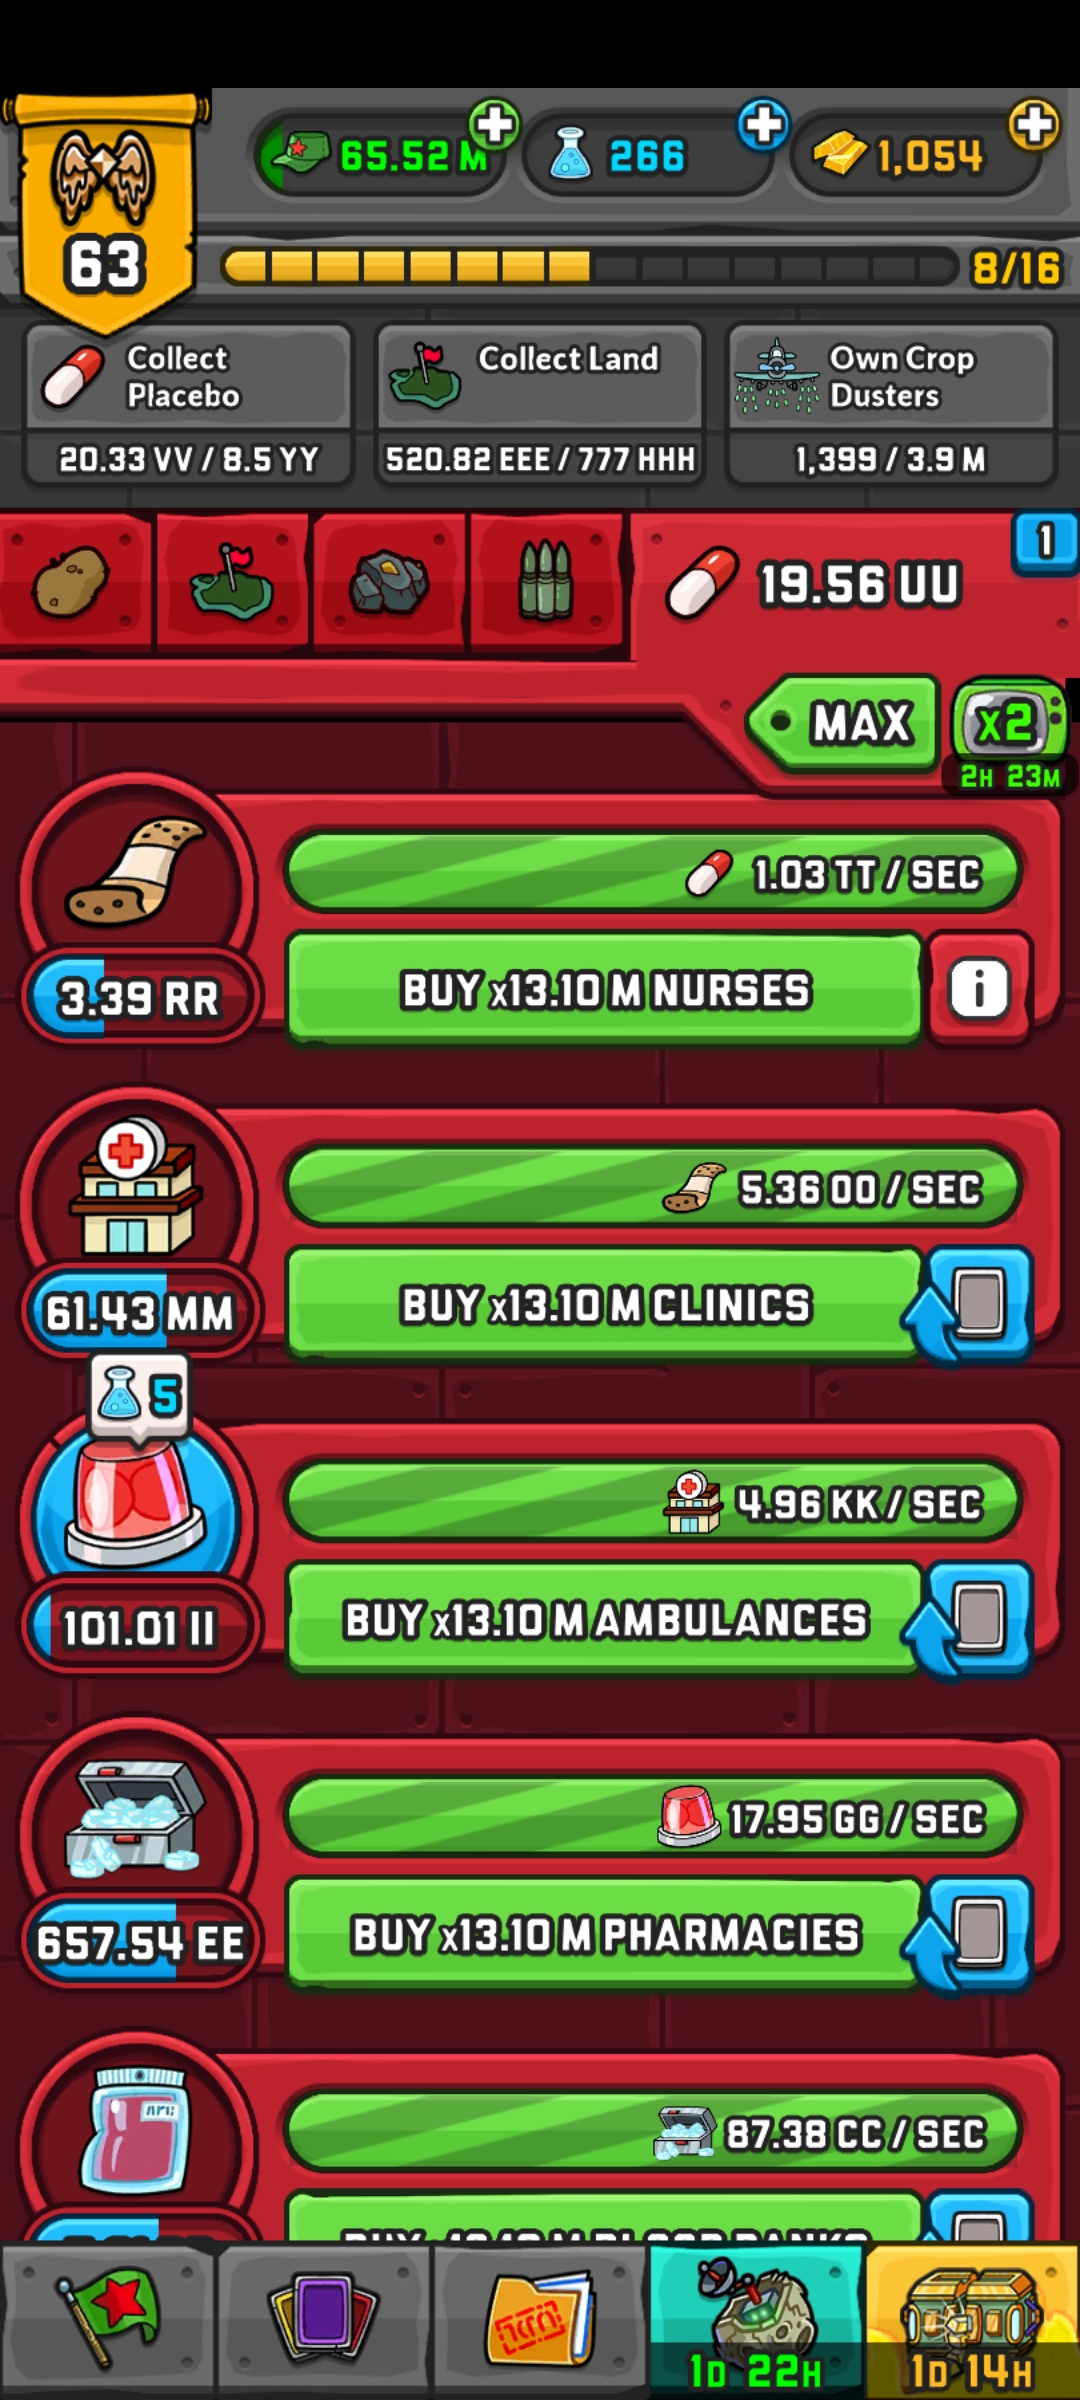 63
65.52 M
266
1,054
8/16
Collect
Placebo
20.33 VV / 8.5 YY
Collect Land
520.82 EEE / 777 HHH
Own Crop
Dusters
1,399 / 3.9 M
19.56 UU
1
MAX
x2
2H 23M
1.03 TT / SEC
3.39 RR
BUY x13.10 M NURSES
i
5.36 OO / SEC
61.43 MM
BUY x13.10 M CLINICS
5
4.96 KK / SEC
101.01 II
BUY x13.10 M AMBULANCES
17.95 GG / SEC
657.54 EE
BUY x13.10 M PHARMACIES
87.38 CC / SEC
1D 22H
1D 14H